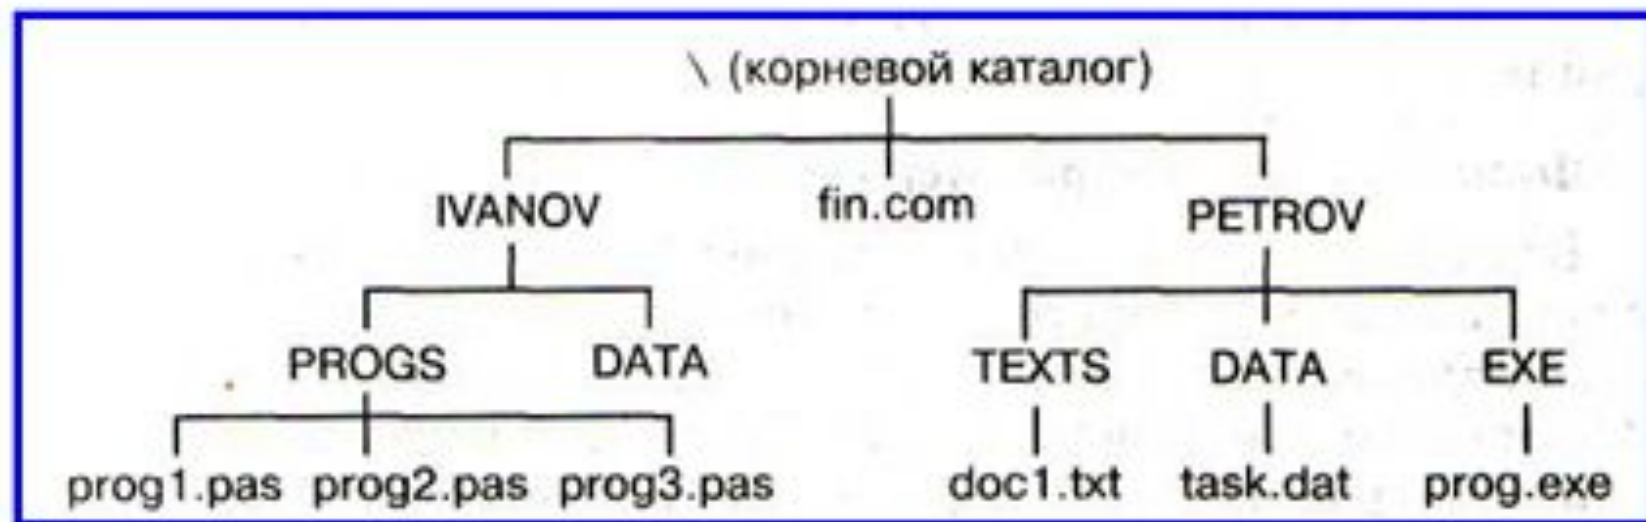 \ (корневой каталог)
IVANOV fin.com PETROV
PROGS DATA TEXTS DATA EXE
prog1.pas prog2.pas prog3.pas doc1.txt task.dat prog.exe